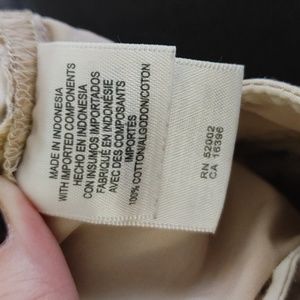 MADE IN INDONESIA
WITH IMPORTED COMPONENTS
HECHO EN INDONESIA
CON INSUMOS IMPORTADOS
FABRIQUÉ EN INDONÉSIE
AVEC DES COMPOSANTS
IMPORTÉS
100% COTTON/ALGODON/COTON
RN 52002
CA 16396